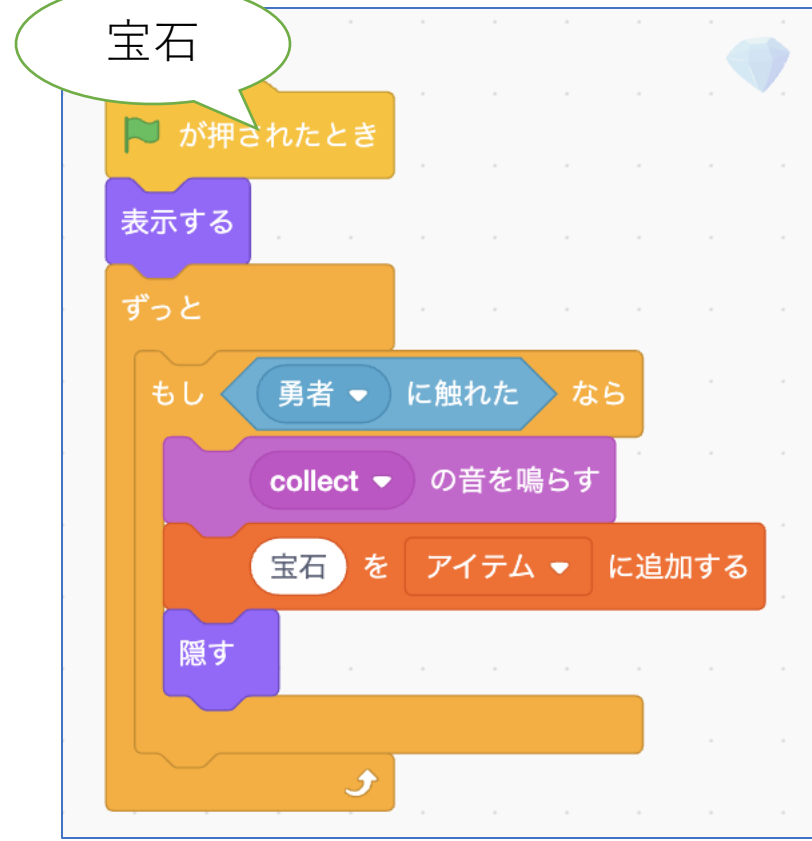 宝石
が押されたとき
表示する
ずっと
もし 勇者 に触れた なら
collect の音を鳴らす
宝石 を アイテム に追加する
隠す